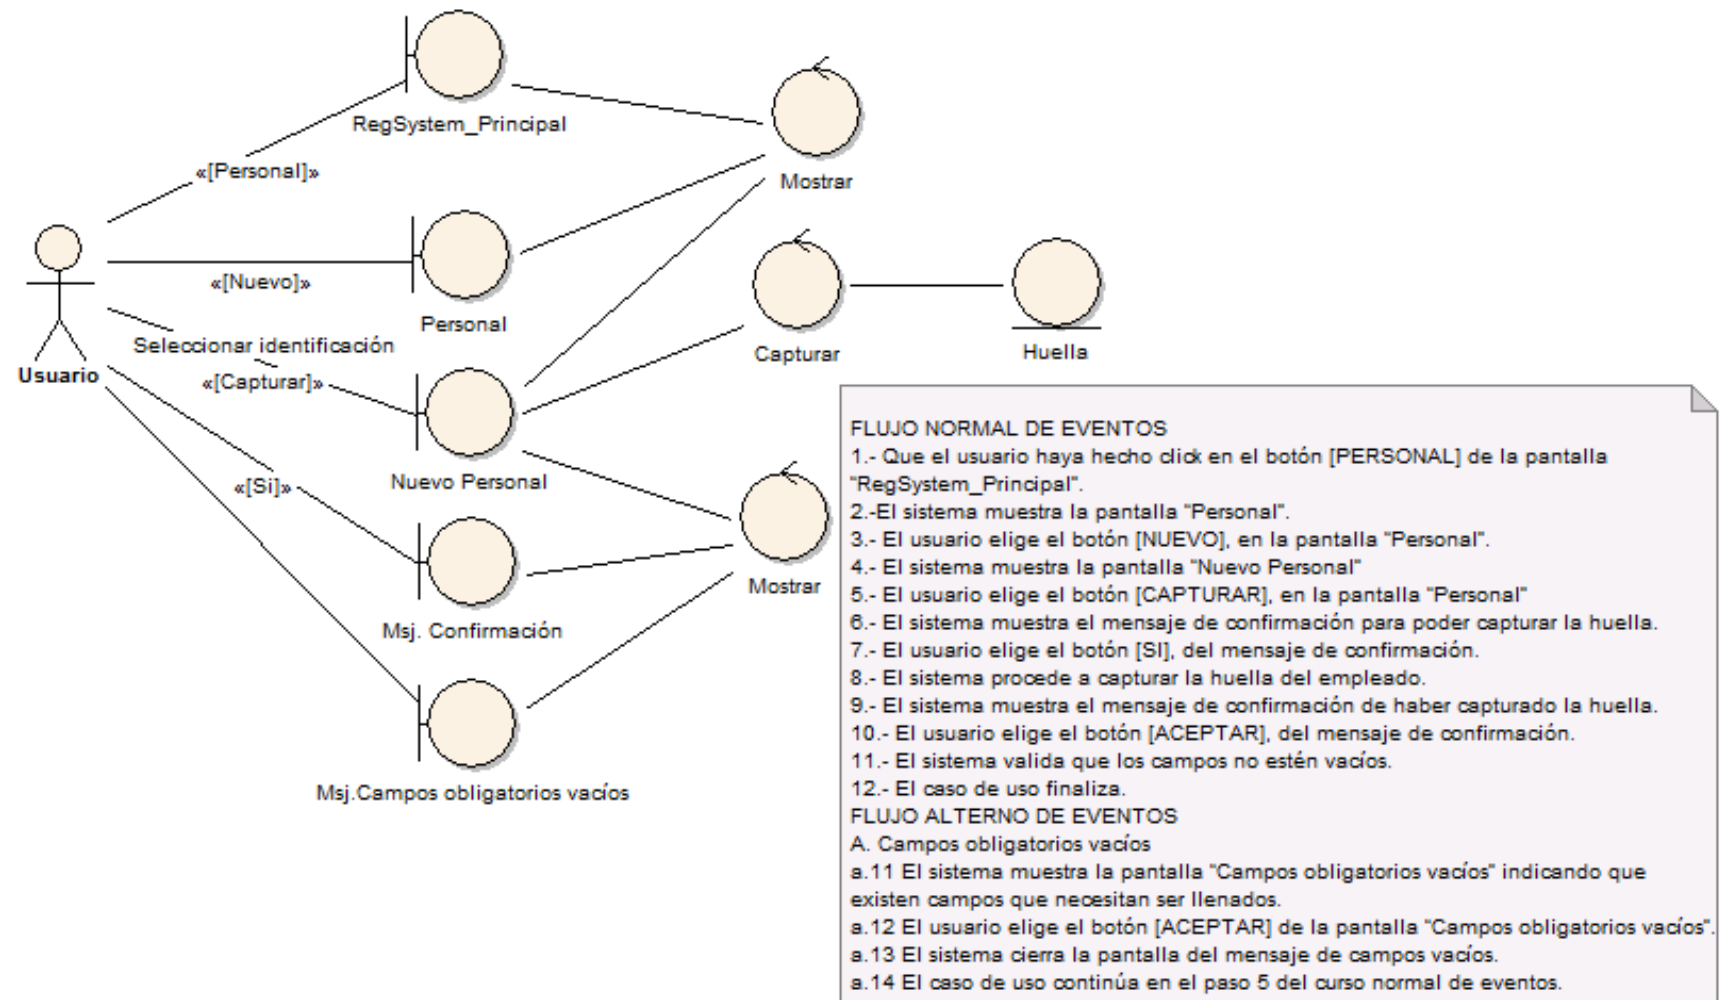 RegSystem_Principal
«[Personal]»
Mostrar
«[Nuevo]»
Personal
Seleccionar identificación
Capturar
Huella
Usuario
«[Capturar]»
Nuevo Personal
«[Si]»
Mostrar
Msj. Confirmación
Msj.Campos obligatorios vacíos
FLUJO NORMAL DE EVENTOS
1.- Que el usuario haya hecho click en el botón [PERSONAL] de la pantalla
"RegSystem_Principal".
2.-El sistema muestra la pantalla "Personal".
3.- El usuario elige el botón [NUEVO], en la pantalla "Personal".
4.- El sistema muestra la pantalla "Nuevo Personal"
5.- El usuario elige el botón [CAPTURAR], en la pantalla "Personal"
6.- El sistema muestra el mensaje de confirmación para poder capturar la huella.
7.- El usuario elige el botón [SI], del mensaje de confirmación.
8.- El sistema procede a capturar la huella del empleado.
9.- El sistema muestra el mensaje de confirmación de haber capturado la huella.
10.- El usuario elige el botón [ACEPTAR], del mensaje de confirmación.
11.- El sistema valida que los campos no estén vacíos.
12.- El caso de uso finaliza.
FLUJO ALTERNO DE EVENTOS
A. Campos obligatorios vacíos
a.11 El sistema muestra la pantalla "Campos obligatorios vacíos" indicando que
existen campos que necesitan ser llenados.
a.12 El usuario elige el botón [ACEPTAR] de la pantalla "Campos obligatorios vacíos".
a.13 El sistema cierra la pantalla del mensaje de campos vacíos.
a.14 El caso de uso continúa en el paso 5 del curso normal de eventos.